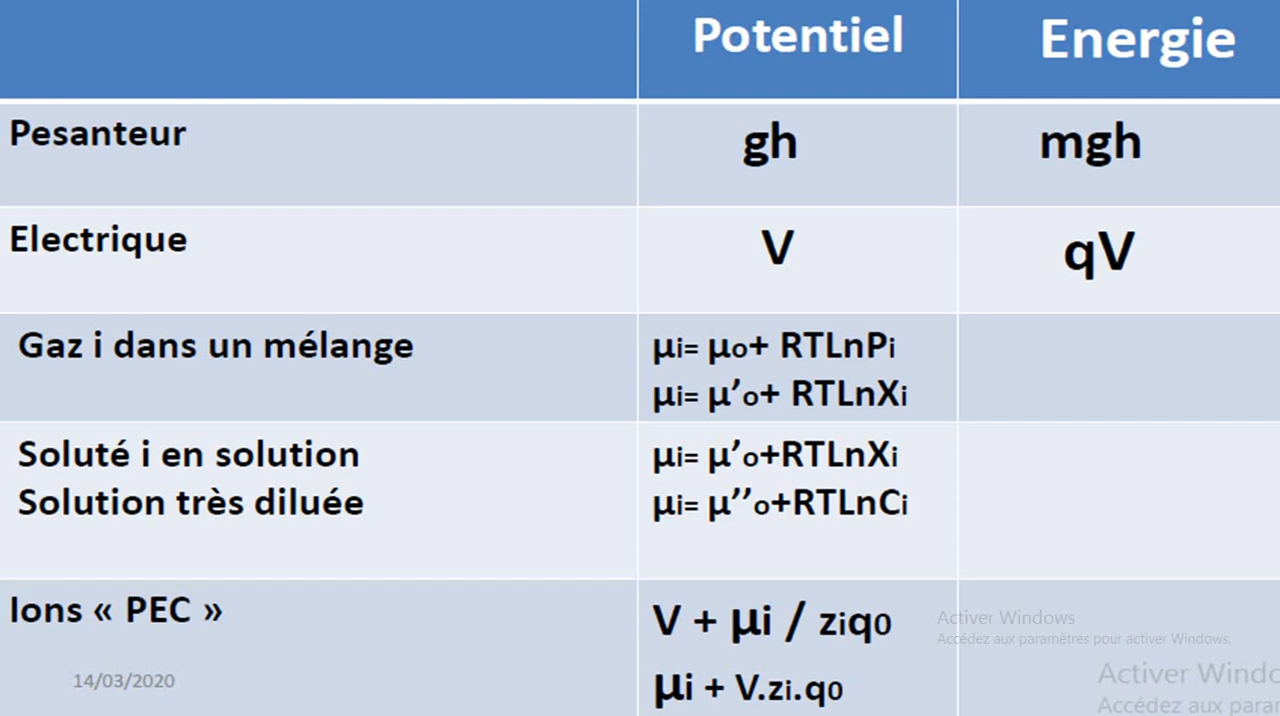 Potentiel Energie
Pesanteur gh mgh
Electrique V qV
Gaz i dans un mélange μi= μo+ RTLnPi
μi= μ’o+ RTLnXi
Soluté i en solution μi= μ’o+RTLnXi
Solution très diluée μi= μ’’o+RTLnCi
Ions « PEC » V + μi / ziq0
μi + V.zi.q0
14/03/2020
Activer Windows
Accédez aux paramètres pour activer Windows.
Activer Windo
Accédez aux para